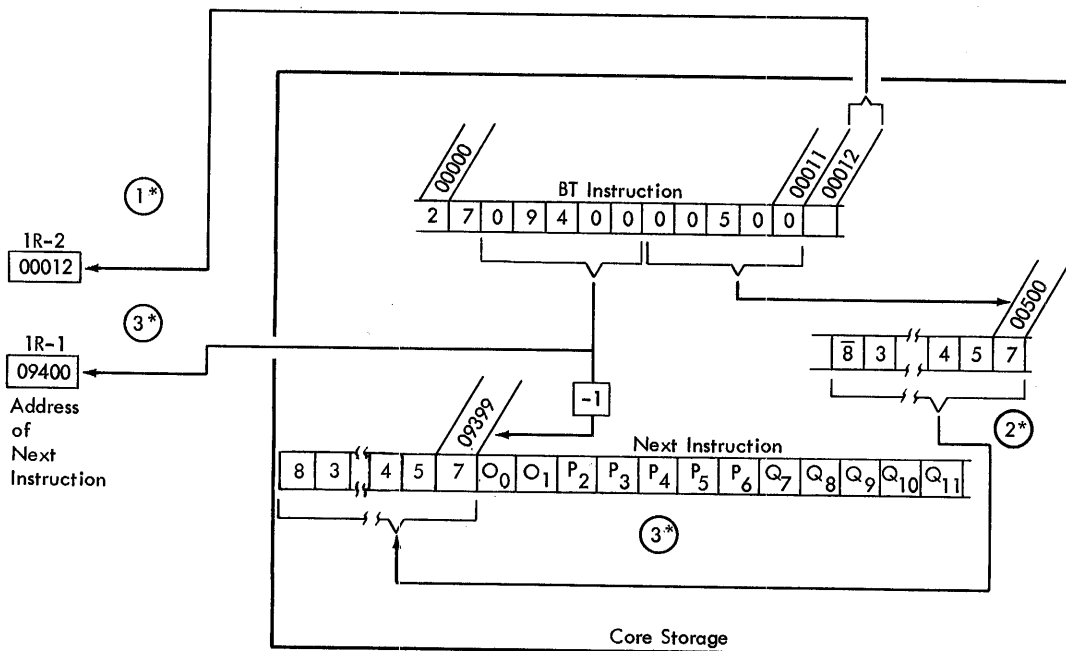 00000
00011
00012
BT Instruction
2 7 0 9 4 0 0 0 0 5 0 0
1*
1R-2
00012
3*
1R-1
09400
Address
of
Next
Instruction
00500
8̅ 3 4 5 7
-1
2*
09399
Next Instruction
8 3 4 5 7 O0 O1 P2 P3 P4 P5 P6 Q7 Q8 Q9 Q10 Q11
3*
Core Storage